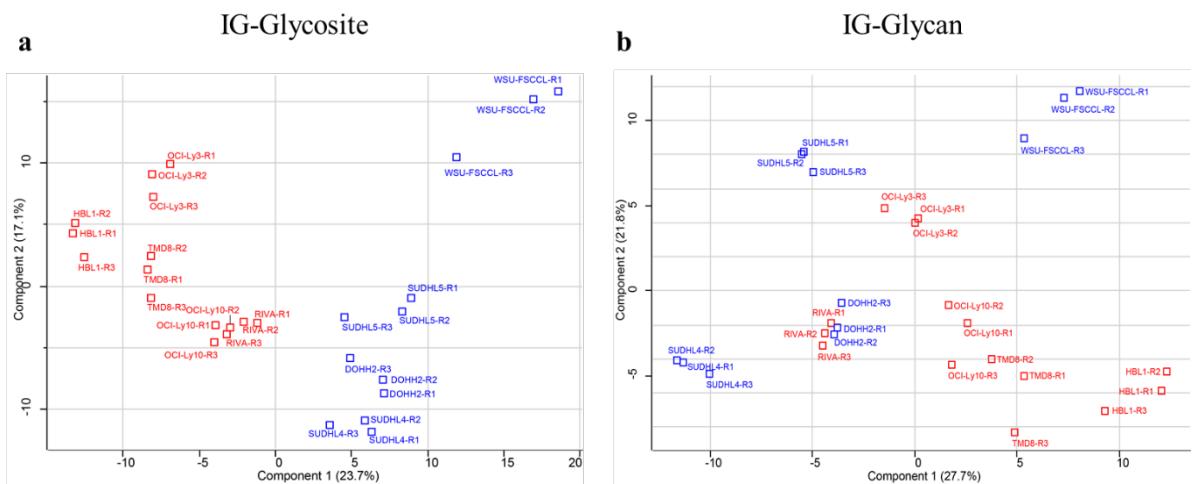 IG-Glycosite
IG-Glycan
a
WSU-FSCCL-R1
WSU-FSCCL-R2
WSU-FSCCL-R3
OCI-Ly3-R1
OCI-Ly3-R2
OCI-Ly3-R3
HBL1-R2
HBL1-R1
HBL1-R3
TMD8-R2
TMD8-R1
TMD8-R3
OCI-Ly10-R2
OCI-Ly10-R1
OCI-Ly10-R3
RIVA-R1
RIVA-R2
RIVA-R3
SUDHL5-R1
SUDHL5-R2
SUDHL5-R3
DOHH2-R3
DOHH2-R2
DOHH2-R1
SUDHL4-R2
SUDHL4-R3
SUDHL4-R1
10
0
-10
Component 2 (17.1%)
-10
-5
0
5
10
15
20
Component 1 (23.7%)
b
WSU-FSCCL-R1
WSU-FSCCL-R2
WSU-FSCCL-R3
SUDHL5-R1
SUDHL5-R2
SUDHL5-R3
OCI-Ly3-R3
OCI-Ly3-R1
OCI-Ly3-R2
DOHH2-R3
RIVA-R1
DOHH2-R1
RIVA-R2
DOHH2-R2
RIVA-R3
OCI-Ly10-R2
OCI-Ly10-R1
SUDHL4-R2
SUDHL4-R1
SUDHL4-R3
TMD8-R2
OCI-Ly10-R3
TMD8-R1
HBL1-R2
HBL1-R1
HBL1-R3
TMD8-R3
10
5
0
-5
Component 2 (21.8%)
-10
-5
0
5
10
Component 1 (27.7%)